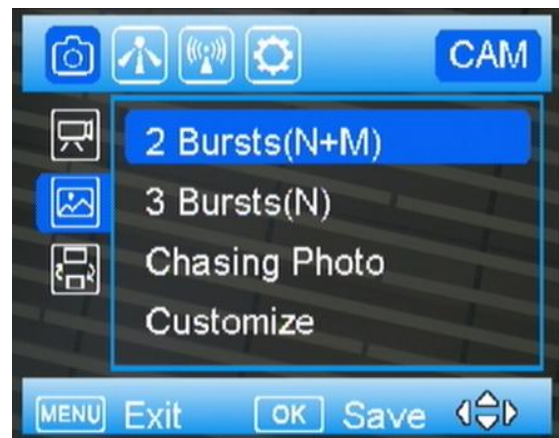 CAM
2 Bursts(N+M)
3 Bursts(N)
Chasing Photo
Customize
MENU Exit OK Save